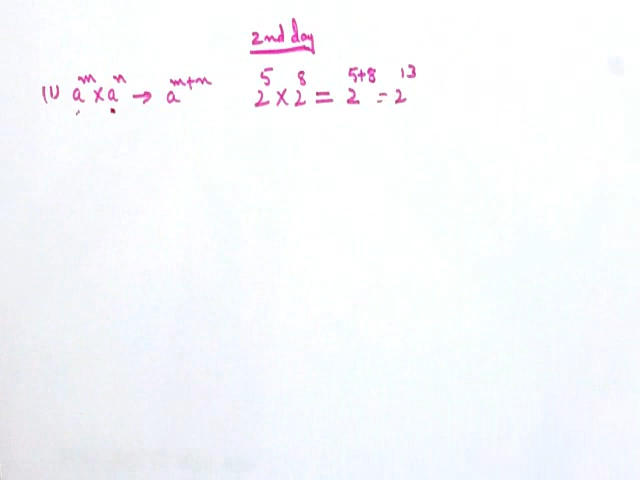 2nd day
(1) a^m × a^n → a^m+n 2^5 × 2^8 = 2^5+8 = 2^13